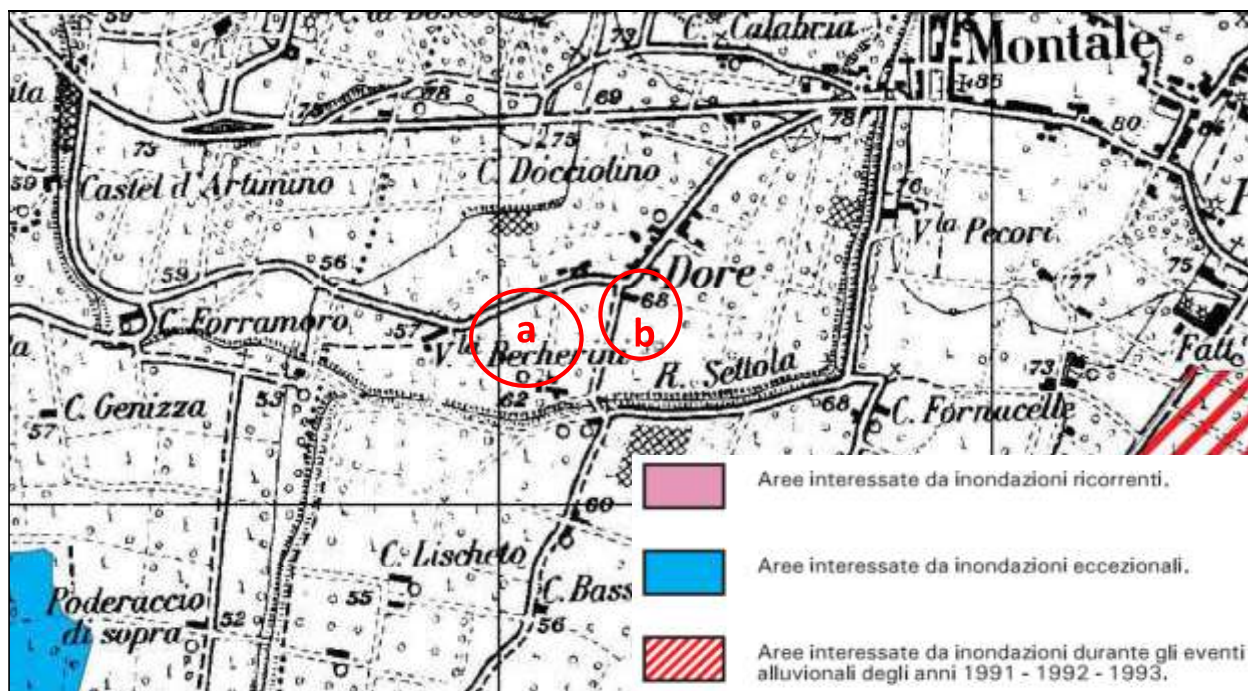 59
C. Calabria
73
Montale
78
69
78
80
75
73
59
Castel d'Artimino
C. Docciolino
76
V.la Pecori
77
75
59
56
Dore
68
57
a
b
C. Forramoro
V.la Becherini
R. Settola
Fatt.
62
73
C. Genizza
53
68
C. Fornacelle
57
Aree interessate da inondazioni ricorrenti.
60
C. Lischeto
Aree interessate da inondazioni eccezionali.
C. Bass
Poderaccio
di sopra
52
55
56
Aree interessate da inondazioni durante gli eventi
alluvionali degli anni 1991 - 1992 - 1993.